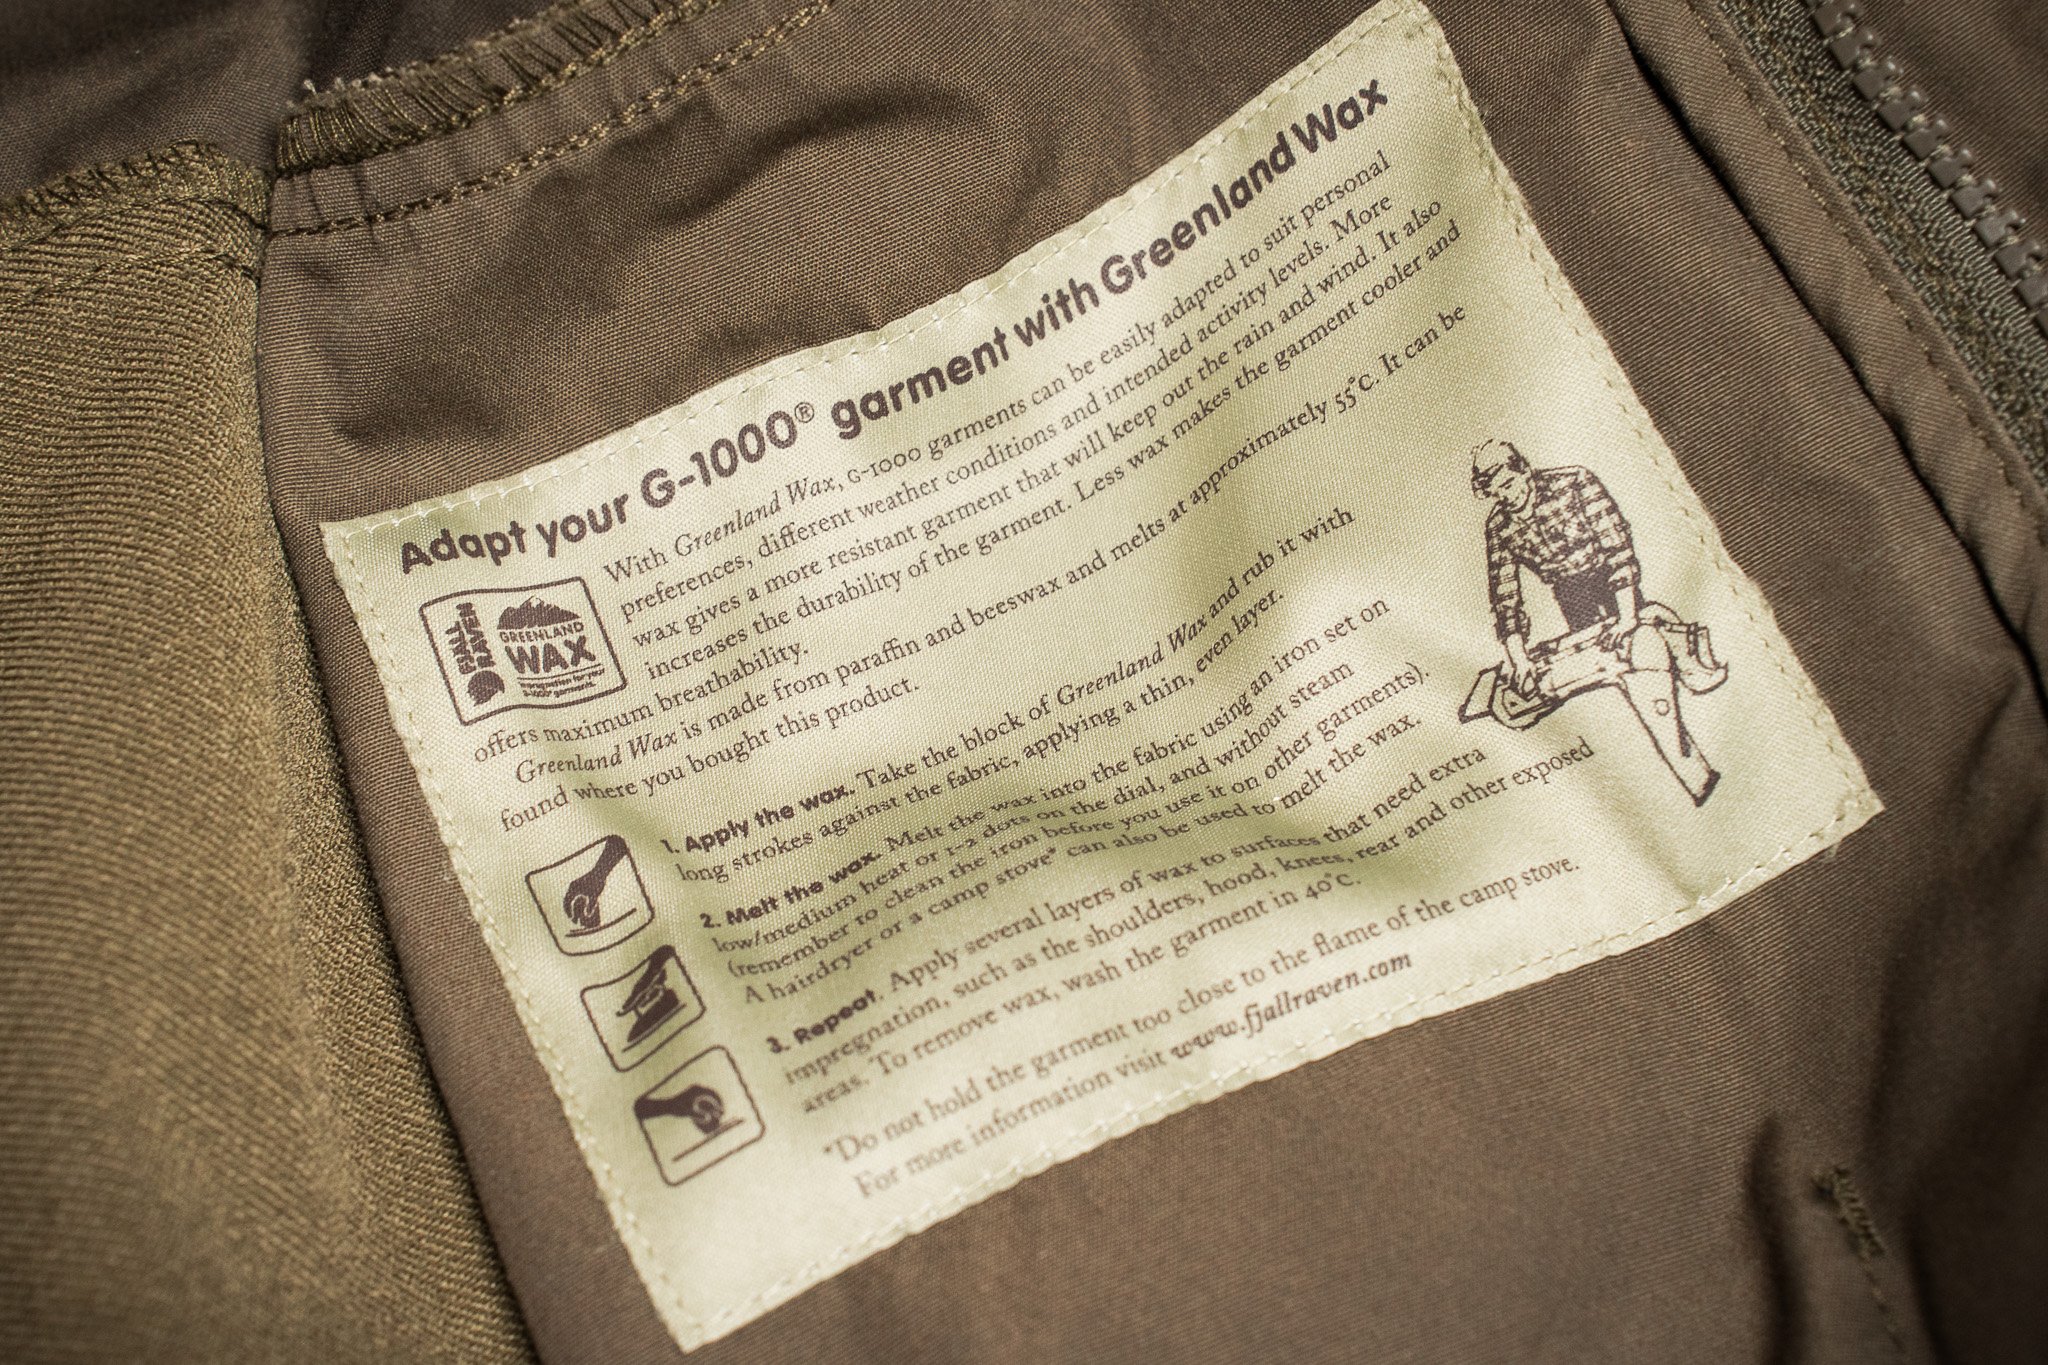 Adapt your G-1000® garment with Greenland Wax
With Greenland Wax, G-1000 garments can be easily adapted to suit personal
preferences, different weather conditions and intended activity levels. More
wax gives a more resistant garment that will keep out the rain and wind. It also
increases the durability of the garment. Less wax makes the garment cooler and
offers maximum breathability.
Greenland Wax is made from paraffin and beeswax and melts at approximately 55°C. It can be
found where you bought this product.
FJÄLL
RÄVEN
GREENLAND
WAX
impregnation for your
G-1000® garments.
1. Apply the wax. Take the block of Greenland Wax and rub it with
long strokes against the fabric, applying a thin, even layer.
2. Melt the wax. Melt the wax into the fabric using an iron set on
low/medium heat or 1-2 dots on the dial, and without steam
(remember to clean the iron before you use it on other garments).
A hairdryer or a camp stove* can also be used to melt the wax.
3. Repeat. Apply several layers of wax to surfaces that need extra
impregnation, such as the shoulders, hood, knees, rear and other exposed
areas. To remove wax, wash the garment in 40°C.
*Do not hold the garment too close to the flame of the camp stove.
For more information visit www.fjallraven.com